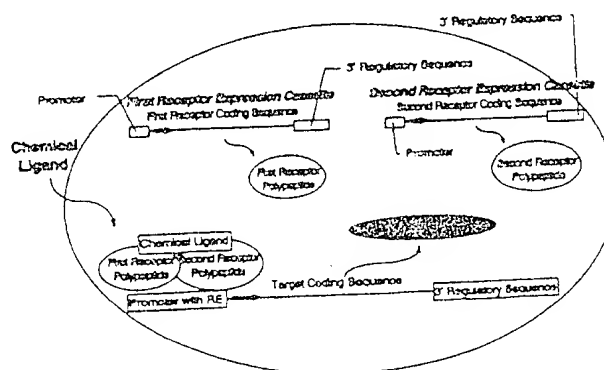 3' Regulatory Sequence
3' Regulatory Sequence
First Receptor Expression Cassette
First Receptor Coding Sequence
Second Receptor Expression Cassette
Second Receptor Coding Sequence
Promoter
Promoter
Chemical
Ligand
First Receptor
Polypeptide
Second Receptor
Polypeptide
Chemical Ligand
First Receptor
Polypeptide
Second Receptor
Polypeptide
Target Coding Sequence
Promoter with RE
3' Regulatory Sequence